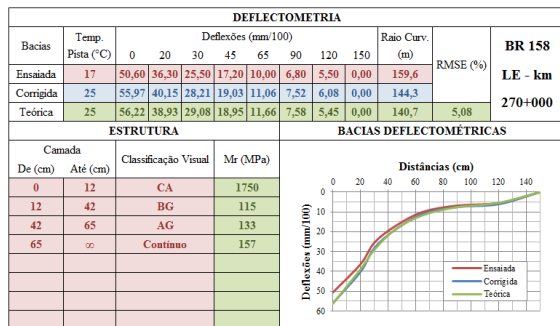 DEFLECTOMETRIA
Bacias Temp. Pista (°C) Deflexões (mm/100) Raio Curv. (m) RMSE (%) BR 158 LE - km 270+000
0 20 30 45 65 90 120 150
Ensaiada 17 50,60 36,30 25,50 17,20 10,00 6,80 5,50 0,00 159,6
Corrigida 25 55,97 40,15 28,21 19,03 11,06 7,52 6,08 0,00 144,3
Teórica 25 56,22 38,93 29,08 18,95 11,66 7,58 5,45 0,00 140,7 5,08
ESTRUTURA BACIAS DEFLECTOMÉTRICAS
Camada Classificação Visual Mr (MPa)
De (cm) Até (cm)
0 12 CA 1750
12 42 BG 115
42 65 AG 133
65 ∞ Contínuo 157
Distâncias (cm)
0 20 40 60 80 100 120 140
Deflexões (mm/100)
0
10
20
30
40
50
60
Ensaiada
Corrigida
Teórica